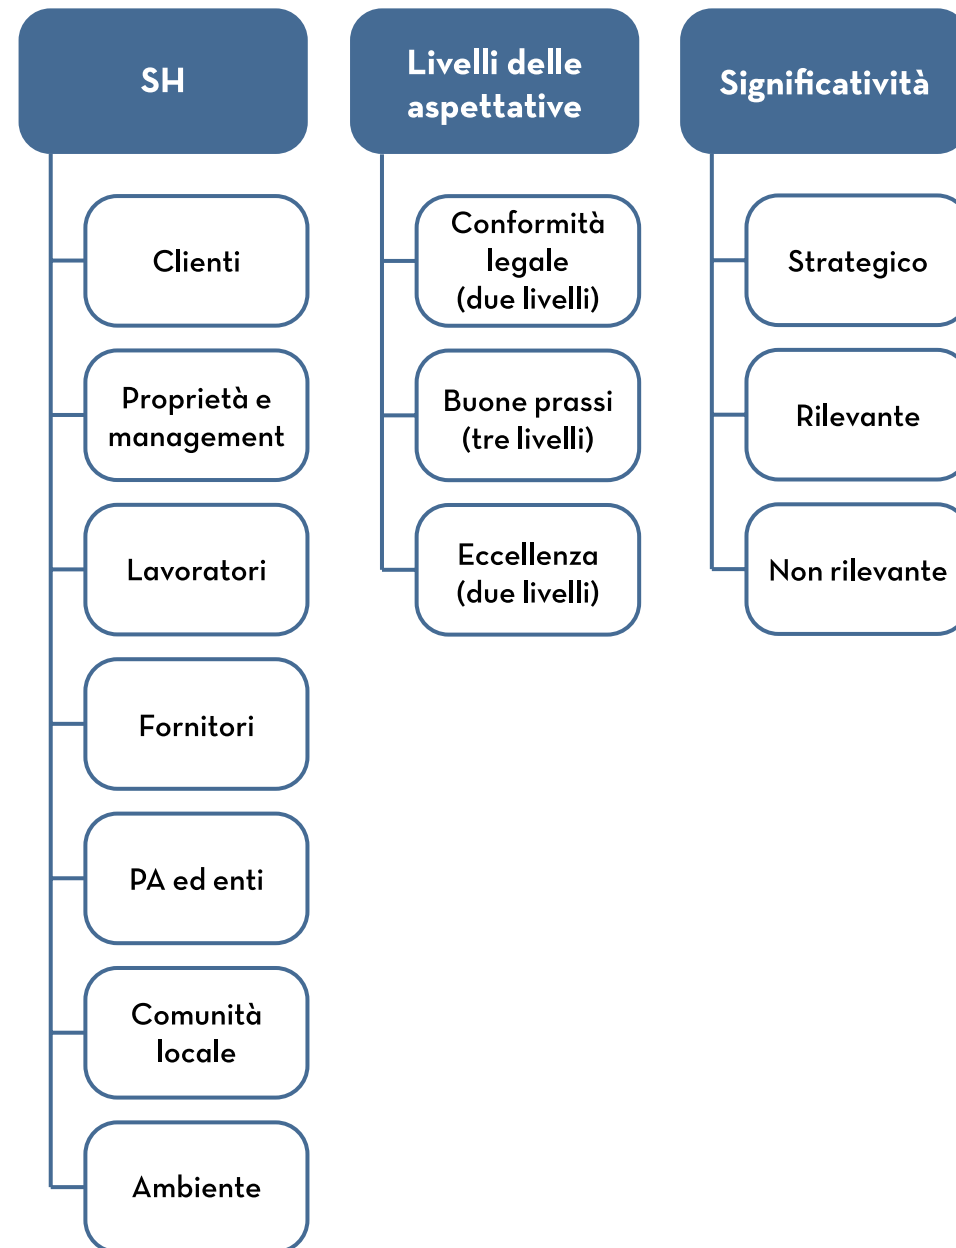 SH
Clienti
Proprietà e
management
Lavoratori
Fornitori
PA ed enti
Comunità
locale
Ambiente
Livelli delle
aspettative
Conformità
legale
(due livelli)
Buone prassi
(tre livelli)
Eccellenza
(due livelli)
Significatività
Strategico
Rilevante
Non rilevante